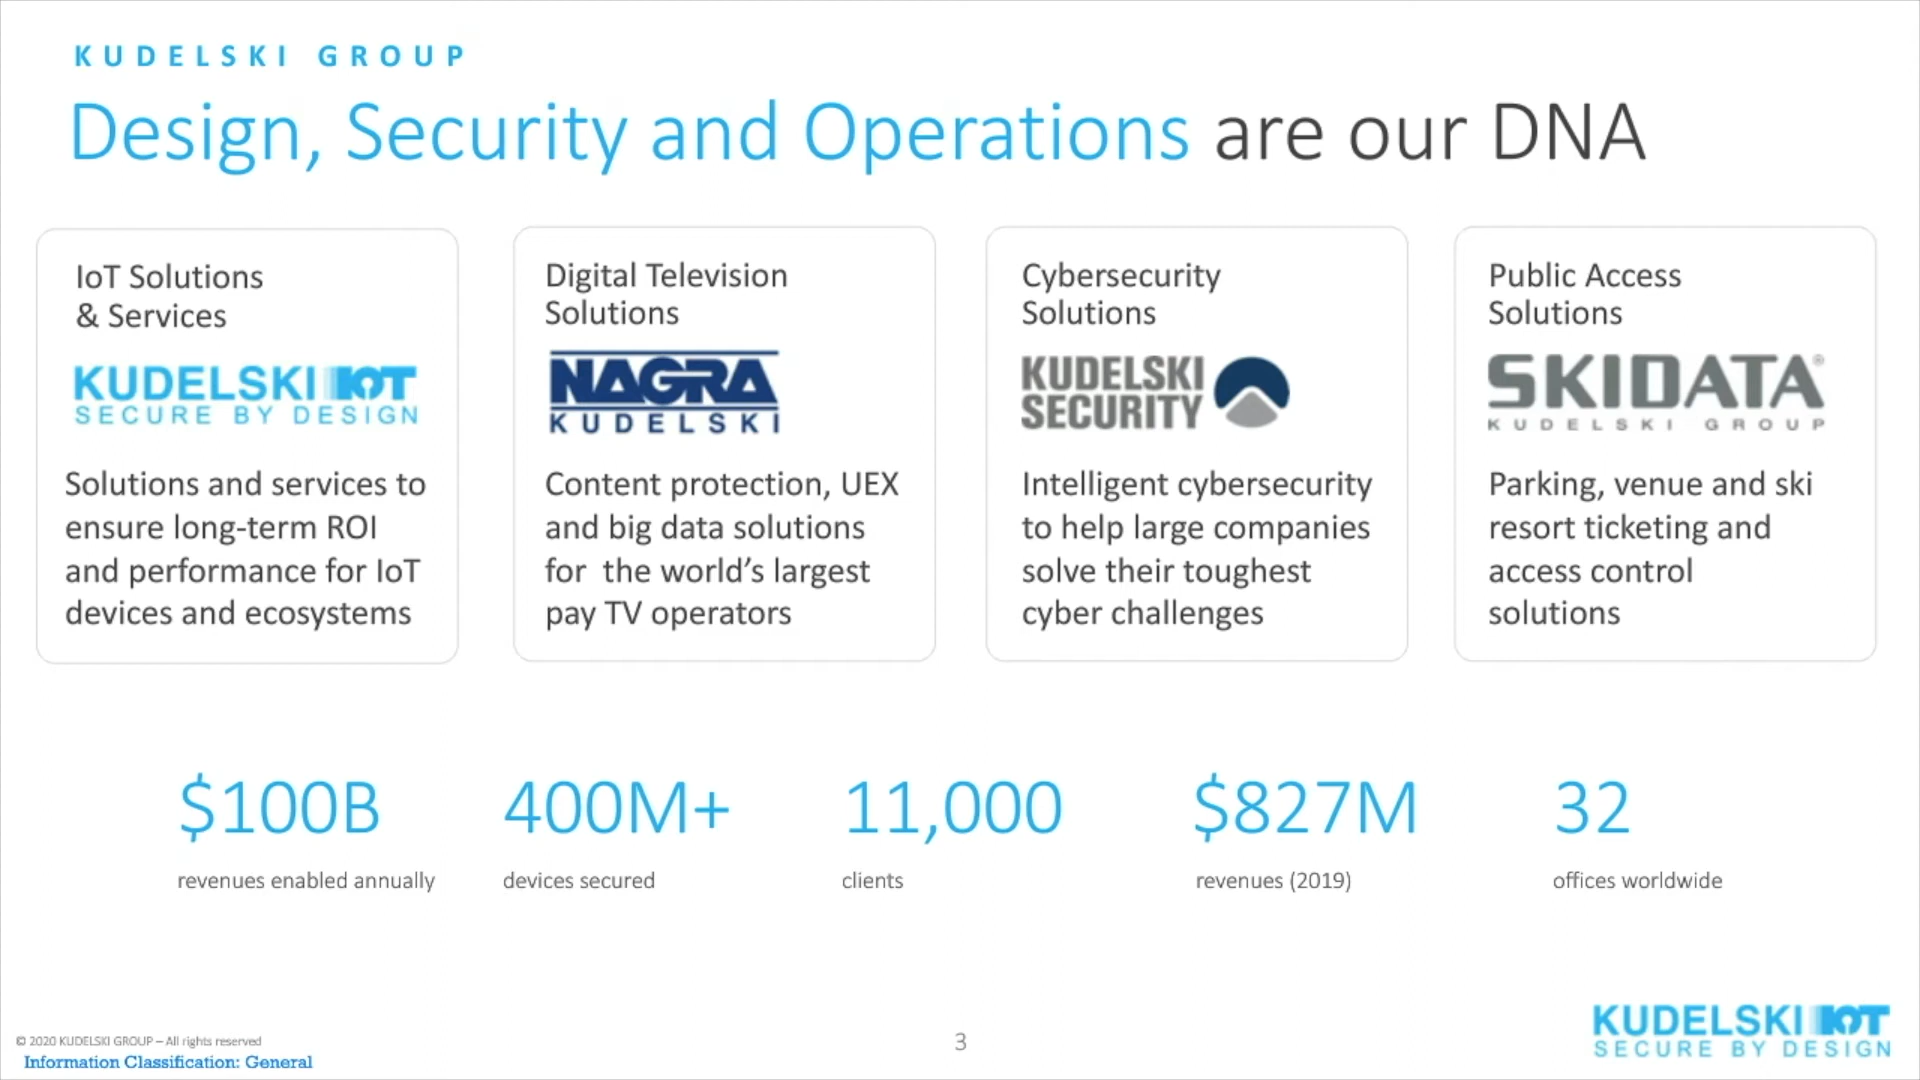 KUDELSKI GROUP
Design, Security and Operations are our DNA
IoT Solutions
& Services
KUDELSKI IOT
SECURE BY DESIGN
Solutions and services to
ensure long-term ROI
and performance for IoT
devices and ecosystems
Digital Television
Solutions
NAGRA
KUDELSKI
Content protection, UEX
and big data solutions
for  the world’s largest
pay TV operators
Cybersecurity
Solutions
KUDELSKI
SECURITY
Intelligent cybersecurity
to help large companies
solve their toughest
cyber challenges
Public Access
Solutions
SKIDATA®
KUDELSKI GROUP
Parking, venue and ski
resort ticketing and
access control
solutions
$100B
revenues enabled annually
400M+
devices secured
11,000
clients
$827M
revenues (2019)
32
offices worldwide
© 2020 KUDELSKI GROUP – All rights reserved
Information Classification: General
3
KUDELSKI IOT
SECURE BY DESIGN